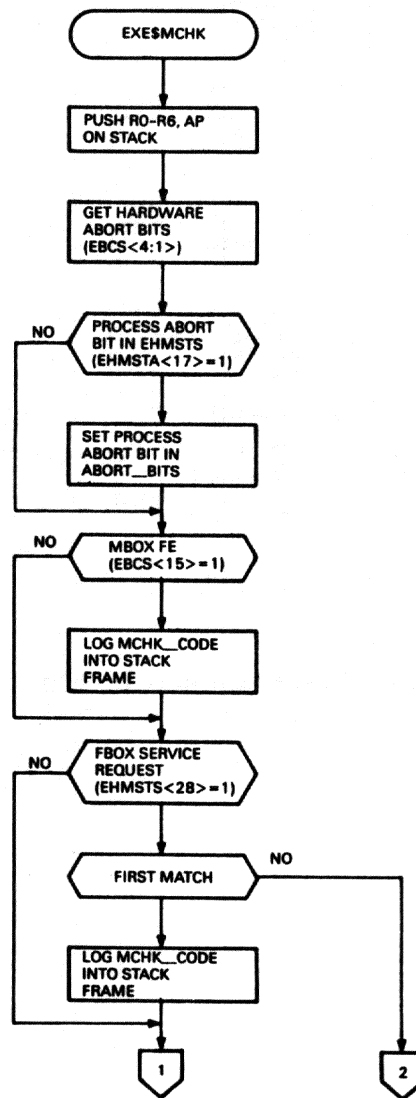 EXE$MCHK
PUSH R0-R6, AP
ON STACK
GET HARDWARE
ABORT BITS
(EBCS<4:1>)
NO
PROCESS ABORT
BIT IN EHMSTS
(EHMSTA<17>=1)
SET PROCESS
ABORT BIT IN
ABORT__BITS
NO
MBOX FE
(EBCS<15>=1)
LOG MCHK__CODE
INTO STACK
FRAME
NO
FBOX SERVICE
REQUEST
(EHMSTS<28>=1)
NO
FIRST MATCH
LOG MCHK__CODE
INTO STACK
FRAME
1
2